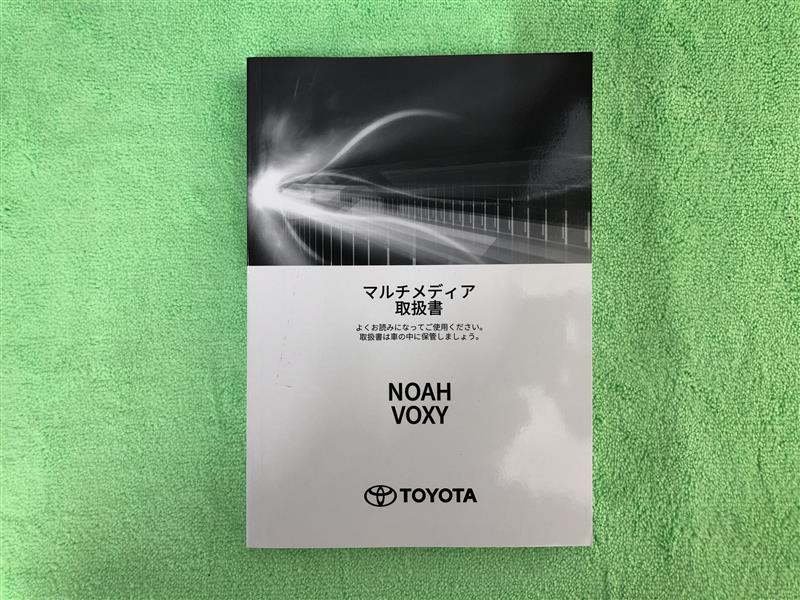 マルチメディア
取扱書
よくお読みになってご使用ください。
取扱書は車の中に保管しましょう。
NOAH
VOXY
TOYOTA